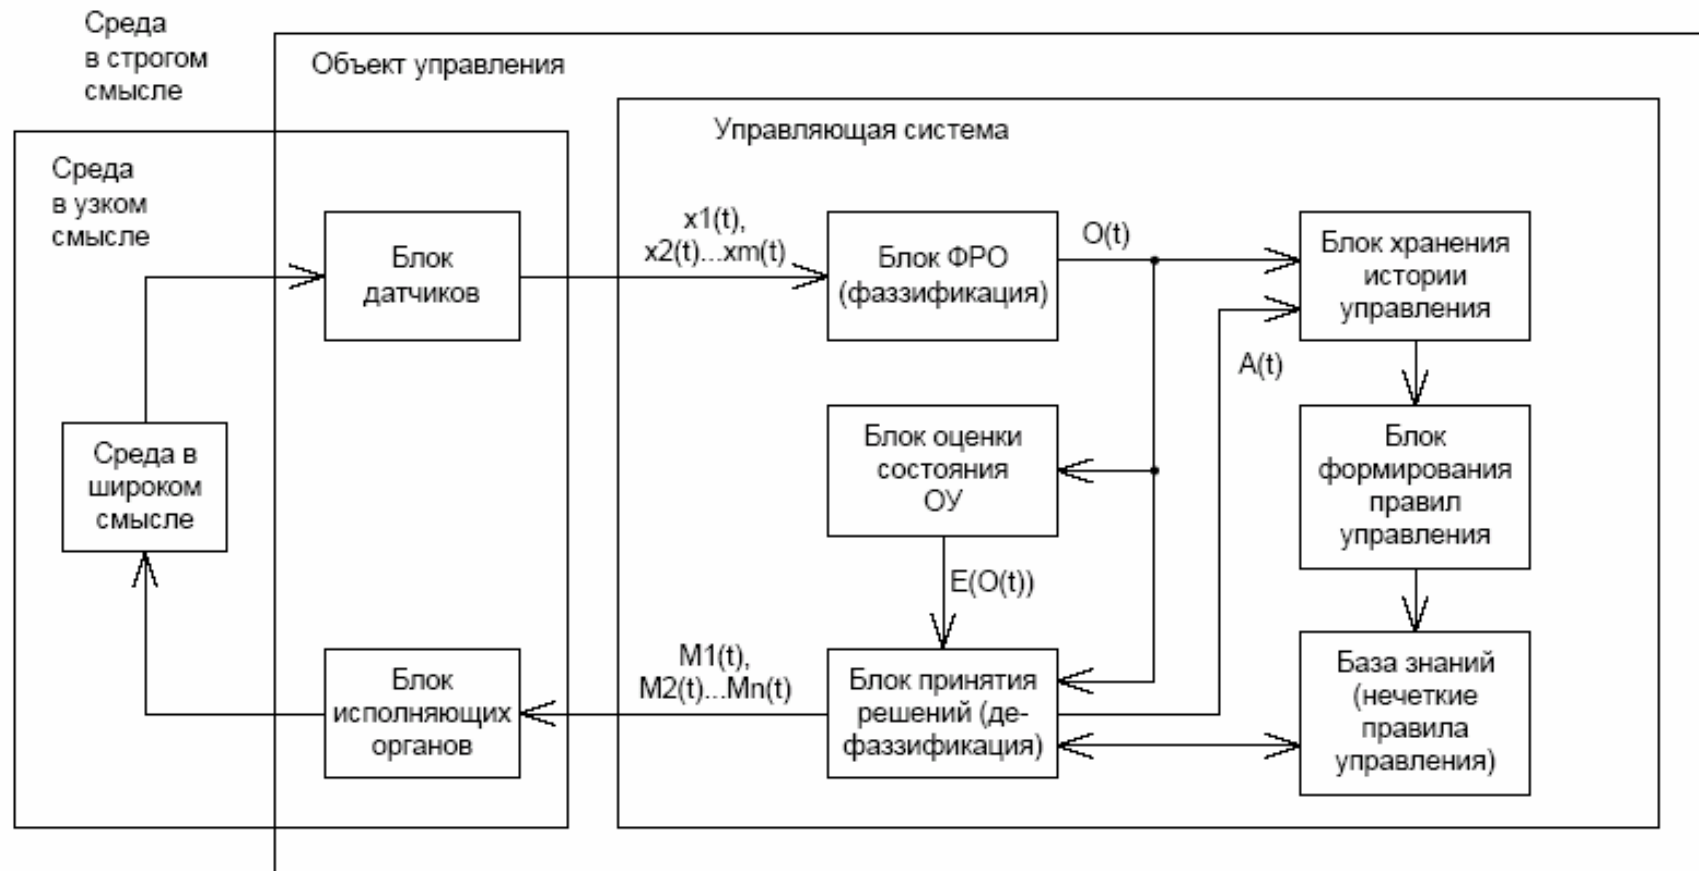 Среда
в строгом
смысле
Объект управления
Управляющая система
Среда
в узком
смысле
Блок
датчиков
x1(t),
x2(t)...xm(t)
Блок ФРО
(фаззификация)
O(t)
Блок хранения
истории
управления
A(t)
Среда в
широком
смысле
Блок оценки
состояния
ОУ
Блок
формирования
правил
управления
E(O(t))
Блок
исполняющих
органов
M1(t),
M2(t)...Mn(t)
Блок принятия
решений (де-
фаззификация)
База знаний
(нечеткие
правила
управления)